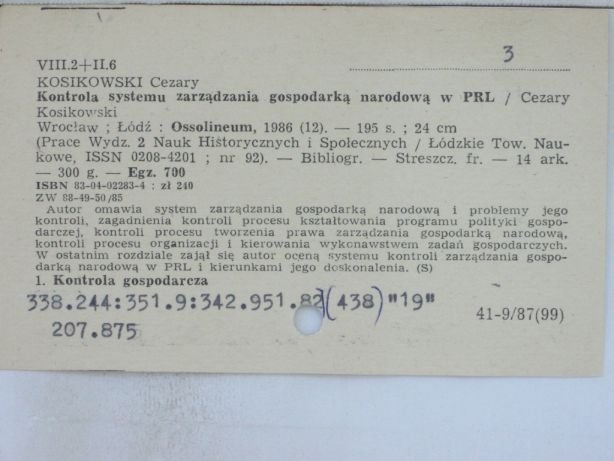 3
VIII.2+II.6
KOSIKOWSKI Cezary
Kontrola systemu zarządzania gospodarką narodową w PRL / Cezary
Kosikowski
Wrocław ; Łódź : Ossolineum, 1986 (12). — 195 s. ; 24 cm
(Prace Wydz. 2 Nauk Historycznych i Społecznych / Łódzkie Tow. Nau-
kowe, ISSN 0208-4201 ; nr 92). — Bibliogr. — Streszcz. fr. — 14 ark.
— 300 g. — Egz. 700
ISBN 83-04-02283-4 : zł 240
ZW 88-49-50/85
Autor omawia system zarządzania gospodarką narodową i problemy jego
kontroli, zagadnienia kontroli procesu kształtowania programu polityki gospo-
darczej, kontroli procesu tworzenia prawa zarządzania gospodarką narodową,
kontroli procesu organizacji i kierowania wykonawstwem zadań gospodarczych.
W ostatnim rozdziale zajął się autor oceną systemu kontroli zarządzania gospo-
darką narodową w PRL i kierunkami jego doskonalenia. (S)
1. Kontrola gospodarcza
338.244:351.9:342.951.82(438)"19"
41-9/87(99)
207.875